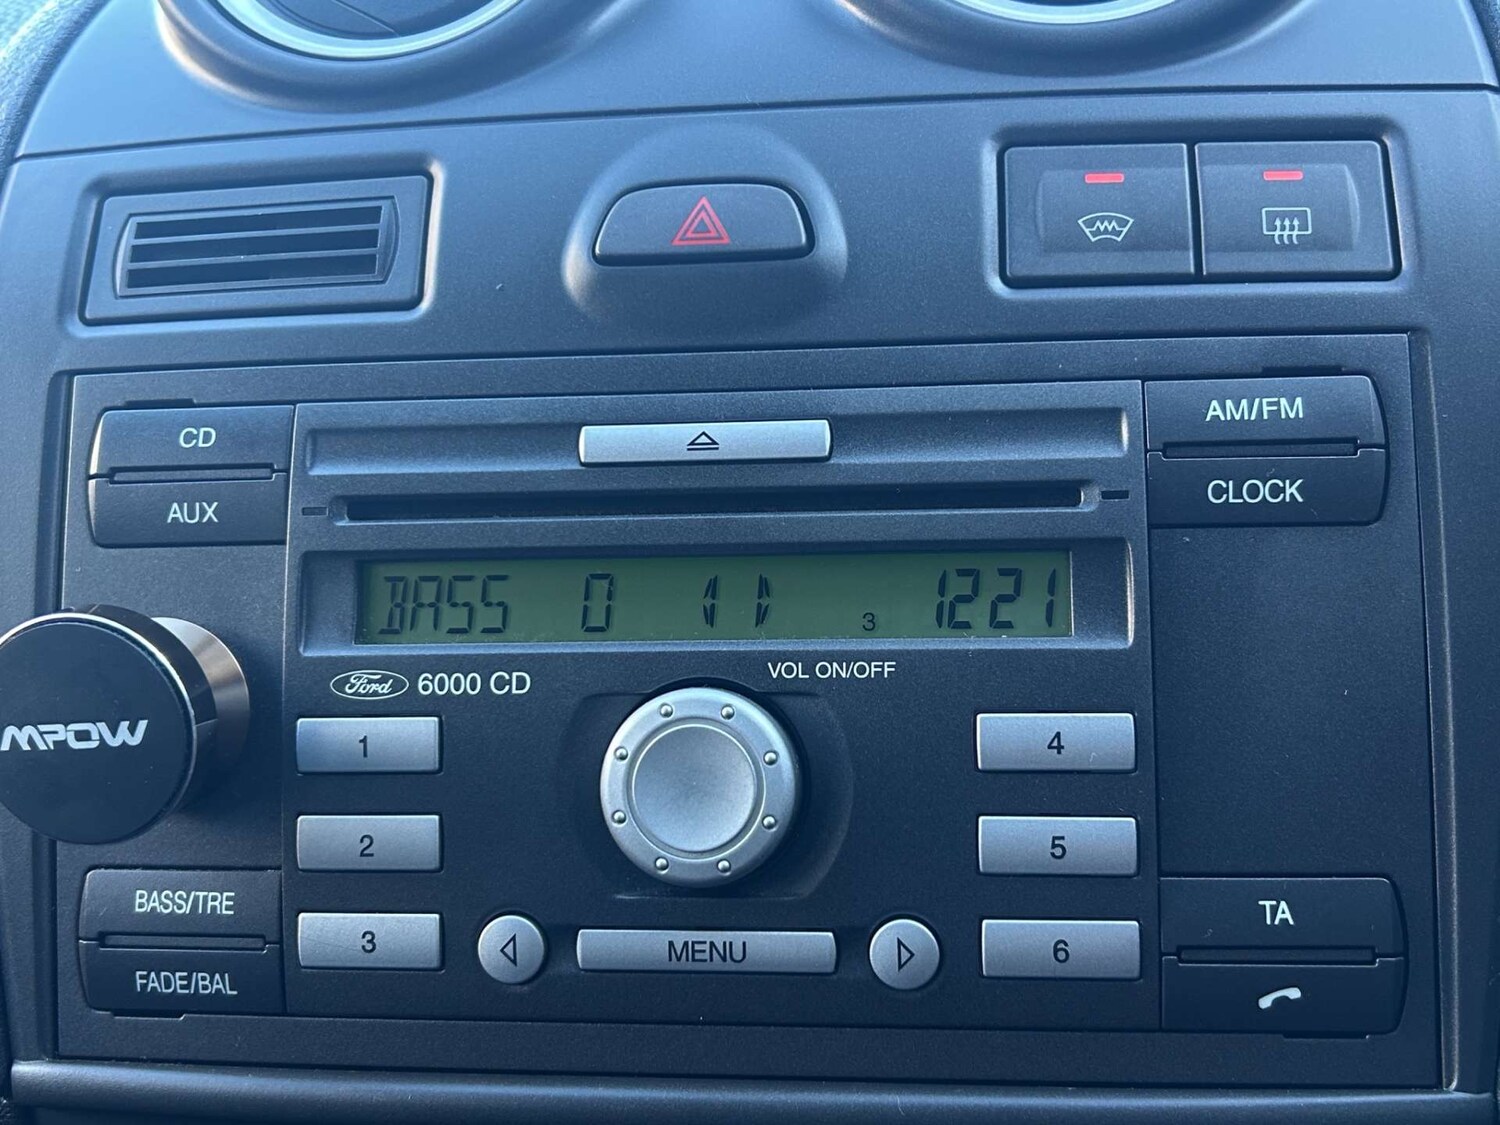 CD
AM/FM
AUX
CLOCK
BASS 0 3 1221
Ford 6000 CD
VOL ON/OFF
MPOW
1
4
2
5
BASS/TRE
3
MENU
6
TA
FADE/BAL